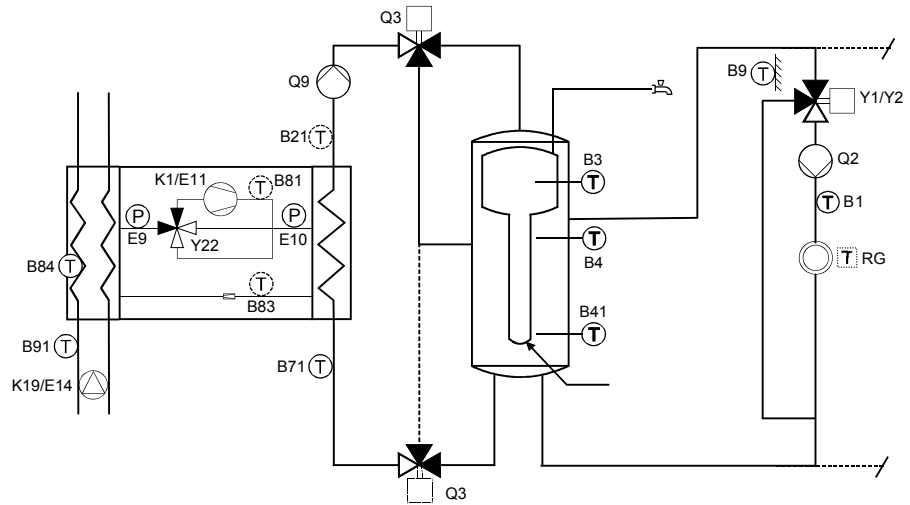 Q3
B9
T
Y1/Y2
Q9
B21
T
Q2
B3
T
K1/E11
T
B81
T
B1
P
P
E9
Y22
E10
T
B4
T
RG
B84
T
T
B83
B41
T
B91
T
B71
T
K19/E14
Q3